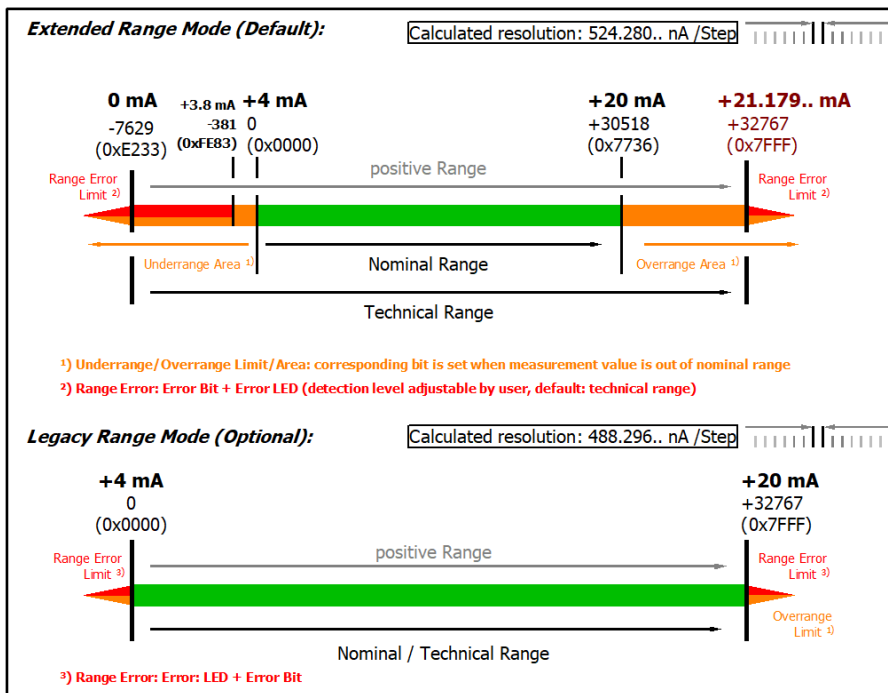 Extended Range Mode (Default):
Calculated resolution: 524.280.. nA /Step
0 mA
-7629
(0xE233)
+3.8 mA
-381
(0xFE83)
+4 mA
0
(0x0000)
+20 mA
+30518
(0x7736)
+21.179.. mA
+32767
(0x7FFF)
Range Error
Limit ²⁾
positive Range
Range Error
Limit ²⁾
Underrange Area ¹⁾
Nominal Range
Overrange Area ¹⁾
Technical Range
¹⁾ Underrange/Overrange Limit/Area: corresponding bit is set when measurement value is out of nominal range
²⁾ Range Error: Error Bit + Error LED (detection level adjustable by user, default: technical range)
Legacy Range Mode (Optional):
Calculated resolution: 488.296.. nA /Step
+4 mA
0
(0x0000)
+20 mA
+32767
(0x7FFF)
Range Error
Limit ³⁾
positive Range
Range Error
Limit ³⁾
Overrange
Limit ¹⁾
Nominal / Technical Range
³⁾ Range Error: Error: LED + Error Bit